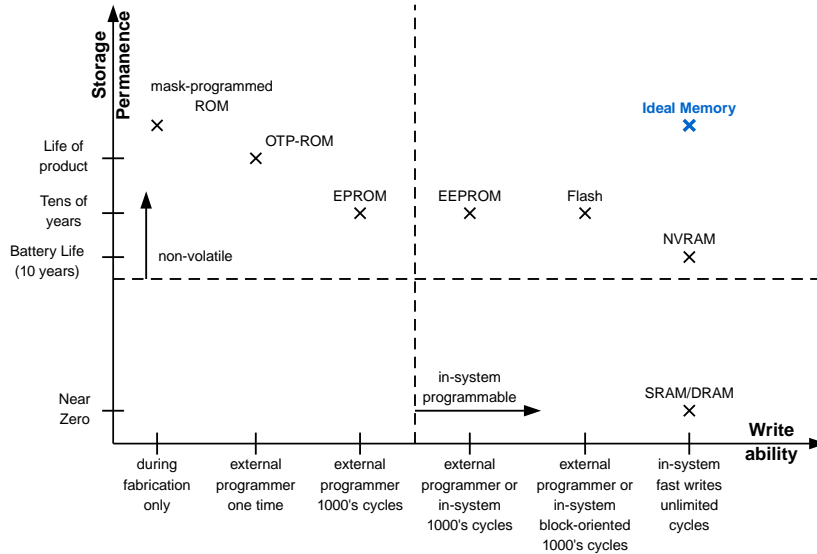 Storage
Permanence
mask-programmed
ROM
Ideal Memory
OTP-ROM
Life of
product
EPROM
EEPROM
Flash
Tens of
years
NVRAM
Battery Life
(10 years)
non-volatile
in-system
programmable
SRAM/DRAM
Near
Zero
Write
ability
during
fabrication
only
external
programmer
one time
external
programmer
1000's cycles
external
programmer or
in-system
1000's cycles
external
programmer or
in-system
block-oriented
1000's cycles
in-system
fast writes
unlimited
cycles